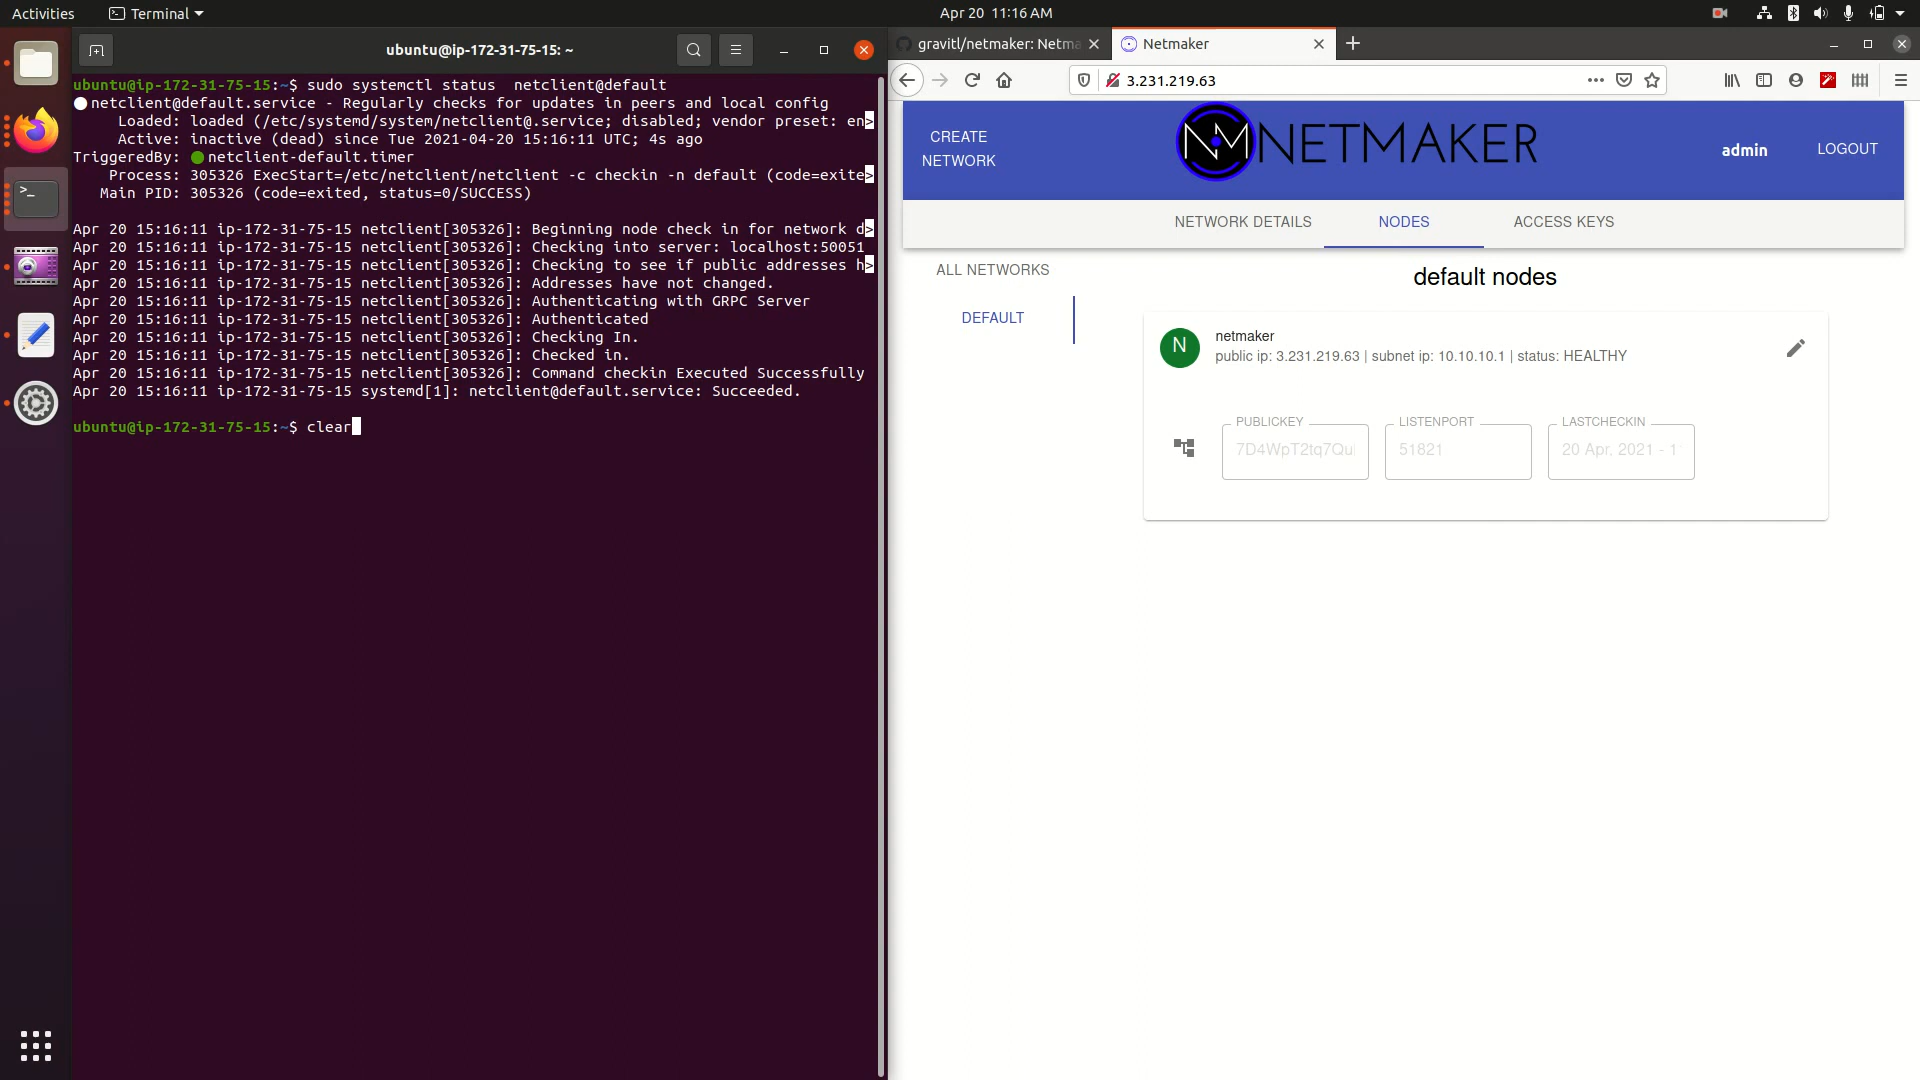 Activities
Terminal
Apr 20 11:16 AM
ubuntu@ip-172-31-75-15: ~
ubuntu@ip-172-31-75-15:~$ sudo systemctl status  netclient@default
netclient@default.service - Regularly checks for updates in peers and local config
Loaded: loaded (/etc/systemd/system/netclient@.service; disabled; vendor preset: en>
Active: inactive (dead) since Tue 2021-04-20 15:16:11 UTC; 4s ago
TriggeredBy: ● netclient-default.timer
Process: 305326 ExecStart=/etc/netclient/netclient -c checkin -n default (code=exite>
Main PID: 305326 (code=exited, status=0/SUCCESS)
Apr 20 15:16:11 ip-172-31-75-15 netclient[305326]: Beginning node check in for network d>
Apr 20 15:16:11 ip-172-31-75-15 netclient[305326]: Checking into server: localhost:50051
Apr 20 15:16:11 ip-172-31-75-15 netclient[305326]: Checking to see if public addresses h>
Apr 20 15:16:11 ip-172-31-75-15 netclient[305326]: Addresses have not changed.
Apr 20 15:16:11 ip-172-31-75-15 netclient[305326]: Authenticating with GRPC Server
Apr 20 15:16:11 ip-172-31-75-15 netclient[305326]: Authenticated
Apr 20 15:16:11 ip-172-31-75-15 netclient[305326]: Checking In.
Apr 20 15:16:11 ip-172-31-75-15 netclient[305326]: Checked in.
Apr 20 15:16:11 ip-172-31-75-15 netclient[305326]: Command checkin Executed Successfully
Apr 20 15:16:11 ip-172-31-75-15 systemd[1]: netclient@default.service: Succeeded.
ubuntu@ip-172-31-75-15:~$ clear
gravitl/netmaker: Netma
Netmaker
3.231.219.63
CREATE
NETWORK
NETMAKER
admin
LOGOUT
NETWORK DETAILS
NODES
ACCESS KEYS
ALL NETWORKS
DEFAULT
default nodes
N
netmaker
public ip: 3.231.219.63 | subnet ip: 10.10.10.1 | status: HEALTHY
PUBLICKEY
7D4WpT2tq7Qu
LISTENPORT
51821
LASTCHECKIN
20 Apr, 2021 - 1